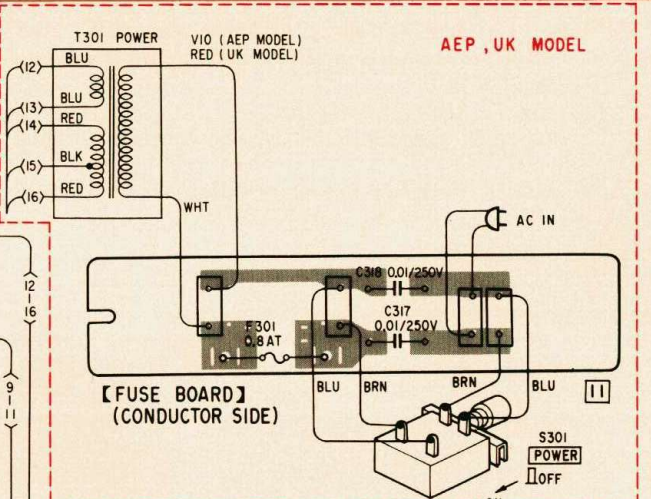 T301 POWER
VIO (AEP MODEL)
RED (UK MODEL)
AEP, UK MODEL
BLU
(12)
BLU
(13)
RED
(14)
BLK
(15)
RED
(16)
WHT
AC IN
C318 0.01/250V
C317
0.01/250V
F301
0.8AT
12
16
9
11
BLU
BRN
BRN
BLU
11
【FUSE BOARD】
(CONDUCTOR SIDE)
S301
POWER
OFF